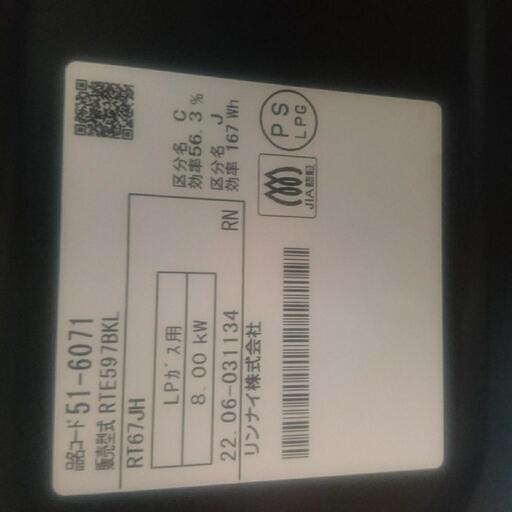 品名コード 51-6071
販売型式 RTE597BKL
RT67JH
LPガス用
8.00 kW
22.06-031134
RN
リンナイ株式会社
区分名 C
効率56.3 %
区分名 J
効率 167 Wh
PS
LPG
JIA認証